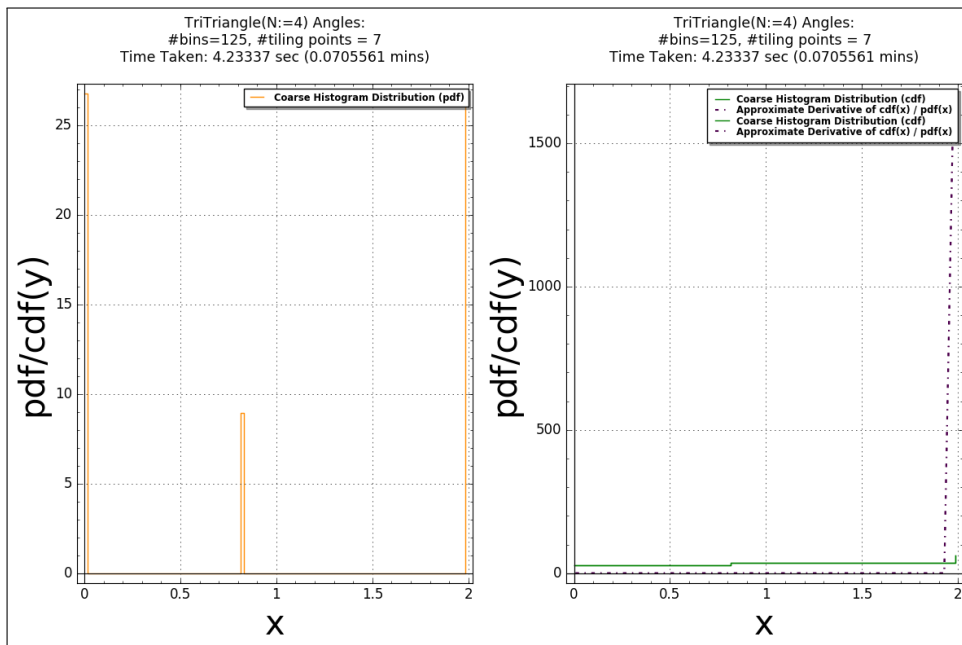 TriTriangle(N:=4) Angles:
#bins=125, #tiling points = 7
Time Taken: 4.23337 sec (0.0705561 mins)
Coarse Histogram Distribution (pdf)
25
20
15
10
5
0
0
0.5
1
1.5
2
pdf/cdf(y)
x
TriTriangle(N:=4) Angles:
#bins=125, #tiling points = 7
Time Taken: 4.23337 sec (0.0705561 mins)
Coarse Histogram Distribution (cdf)
Approximate Derivative of cdf(x) / pdf(x)
Coarse Histogram Distribution (cdf)
Approximate Derivative of cdf(x) / pdf(x)
1500
1000
500
0
0
0.5
1
1.5
2
pdf/cdf(y)
x